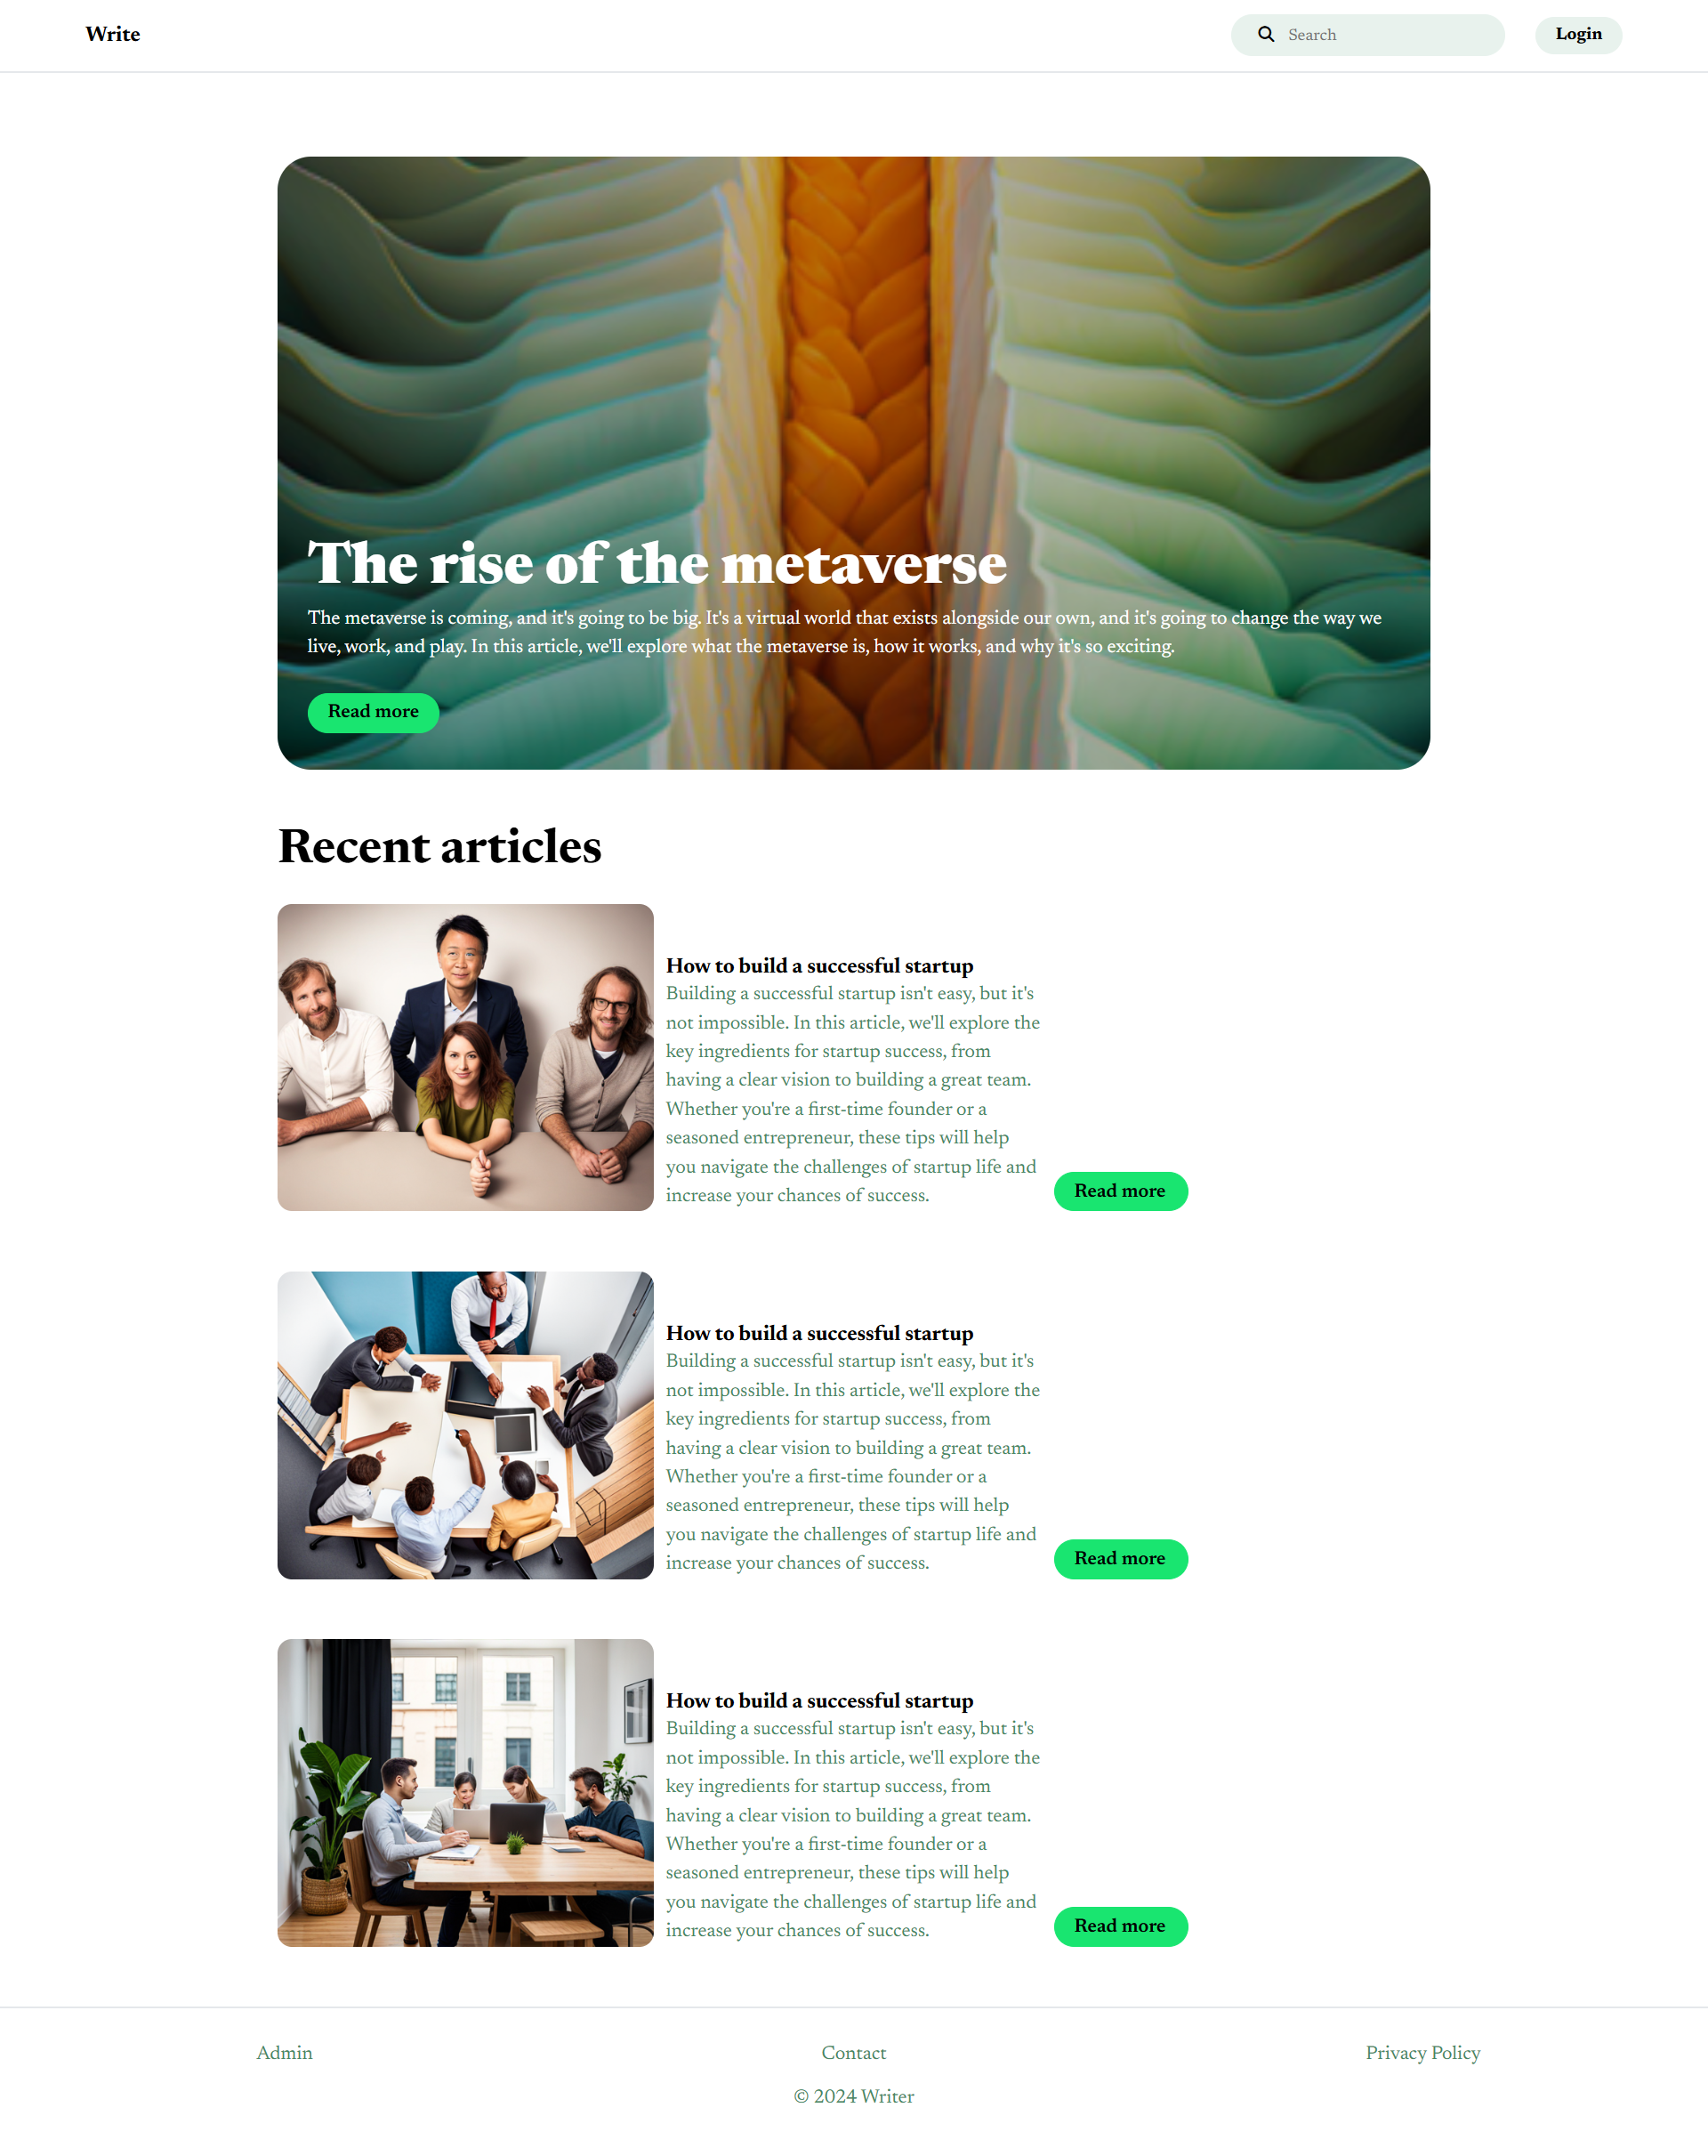 Write
Search
Login
The rise of the metaverse
The metaverse is coming, and it's going to be big. It's a virtual world that exists alongside our own, and it's going to change the way we
live, work, and play. In this article, we'll explore what the metaverse is, how it works, and why it's so exciting.
Read more
Recent articles
How to build a successful startup
Building a successful startup isn't easy, but it's
not impossible. In this article, we'll explore the
key ingredients for startup success, from
having a clear vision to building a great team.
Whether you're a first-time founder or a
seasoned entrepreneur, these tips will help
you navigate the challenges of startup life and
increase your chances of success.
Read more
How to build a successful startup
Building a successful startup isn't easy, but it's
not impossible. In this article, we'll explore the
key ingredients for startup success, from
having a clear vision to building a great team.
Whether you're a first-time founder or a
seasoned entrepreneur, these tips will help
you navigate the challenges of startup life and
increase your chances of success.
Read more
How to build a successful startup
Building a successful startup isn't easy, but it's
not impossible. In this article, we'll explore the
key ingredients for startup success, from
having a clear vision to building a great team.
Whether you're a first-time founder or a
seasoned entrepreneur, these tips will help
you navigate the challenges of startup life and
increase your chances of success.
Read more
Admin
Contact
Privacy Policy
© 2024 Writer